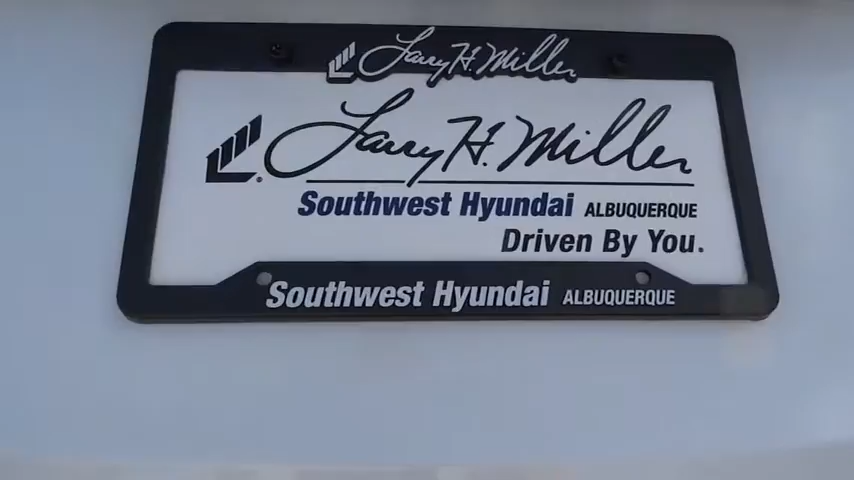 Larry H. Miller
Larry H. Miller
Southwest Hyundai ALBUQUERQUE
Driven By You.
Southwest Hyundai ALBUQUERQUE